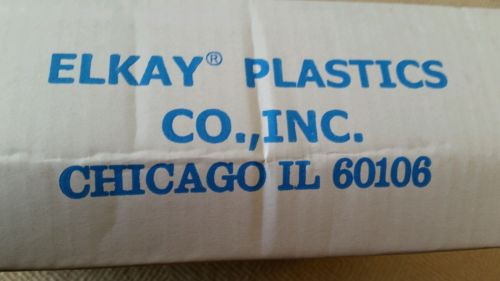 ELKAY® PLASTICS
CO.,INC.
CHICAGO IL 60106